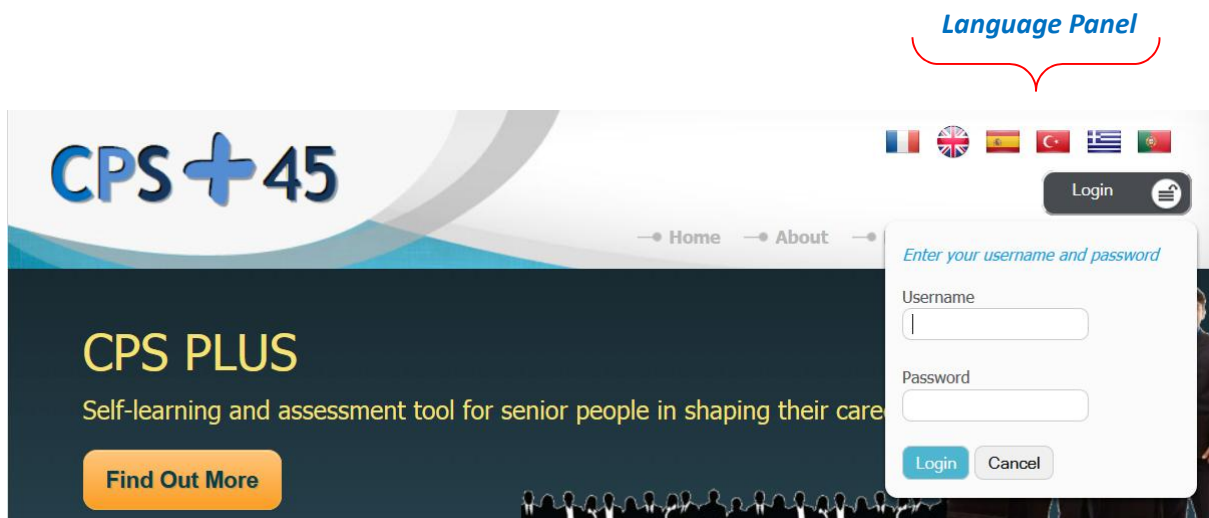 Language Panel
CPS+45
Login
Home About
Enter your username and password
Username
Password
Login Cancel
CPS PLUS
Self-learning and assessment tool for senior people in shaping their
Find Out More